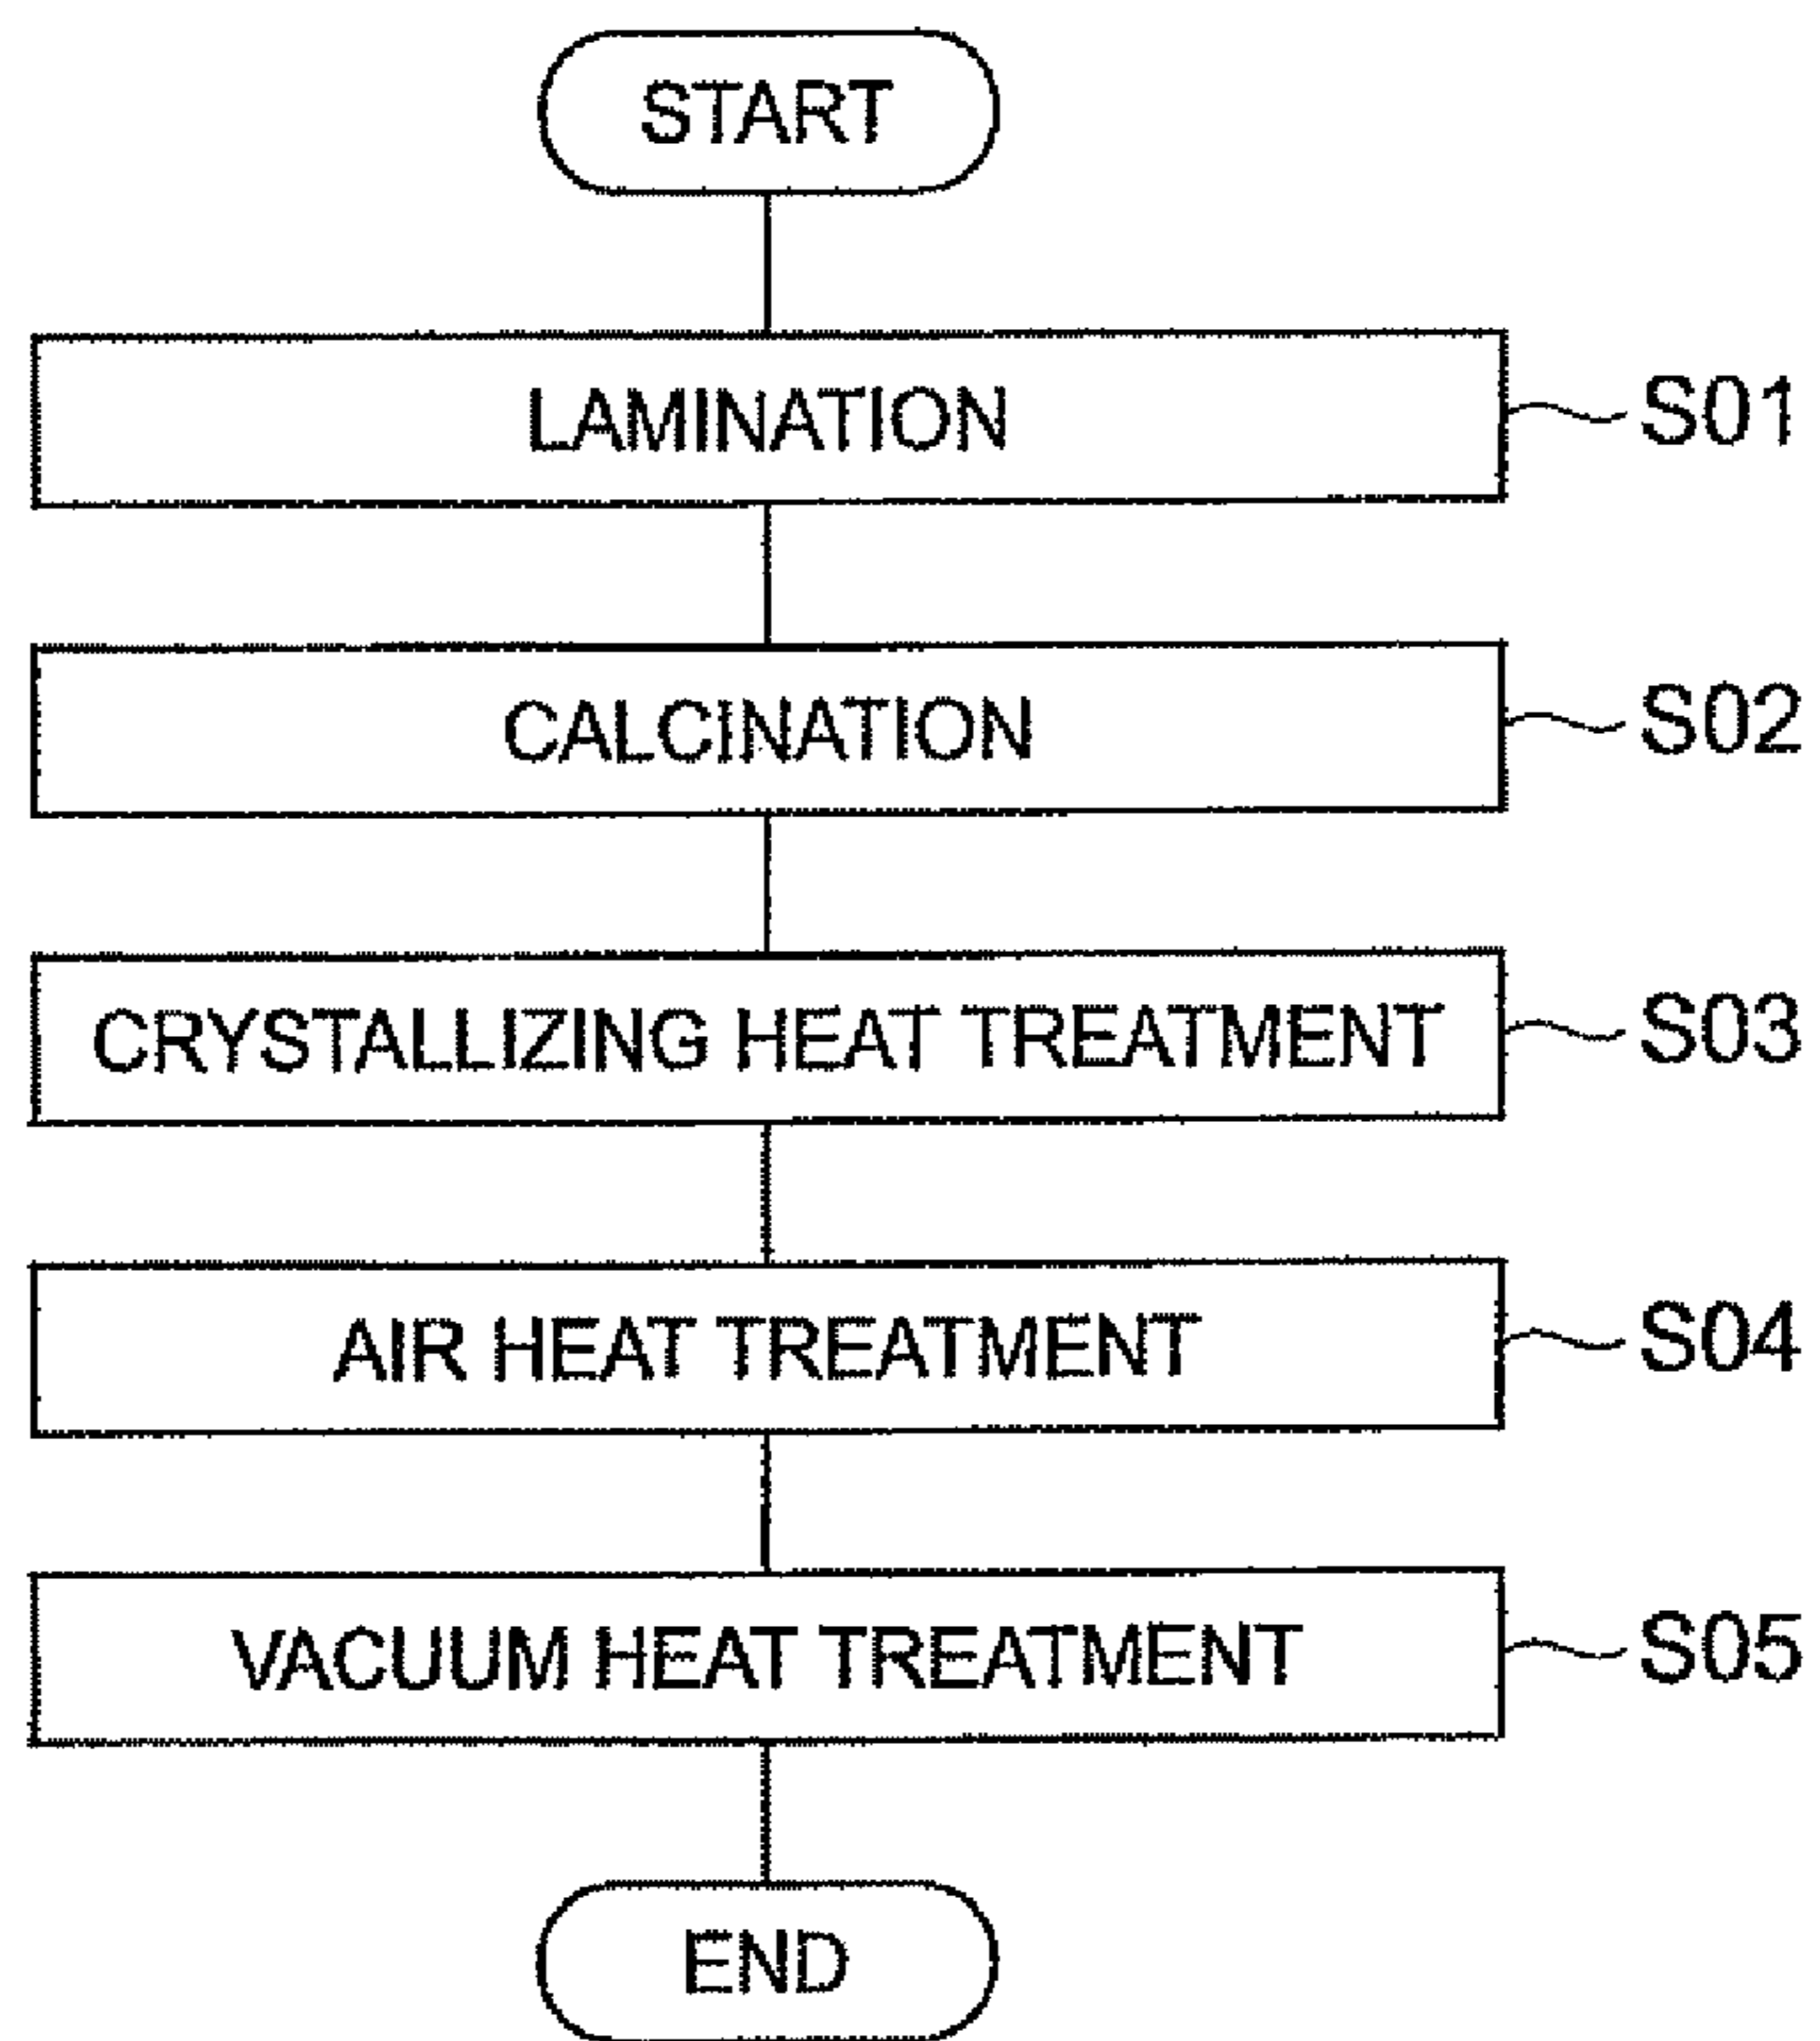 START
LAMINATION S01
CALCINATION S02
CRYSTALLIZING HEAT TREATMENT S03
AIR HEAT TREATMENT S04
VACUUM HEAT TREATMENT S05
END